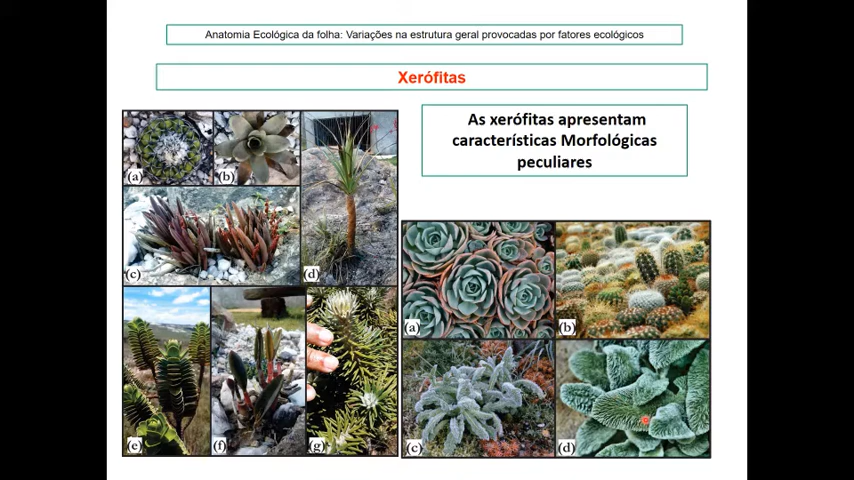 Anatomia Ecológica da folha: Variações na estrutura geral provocadas por fatores ecológicos
Xerófitas
As xerófitas apresentam
características Morfológicas
peculiares
(a)
(b)
(c)
(d)
(e)
(f)
(g)
(a)
(b)
(c)
(d)